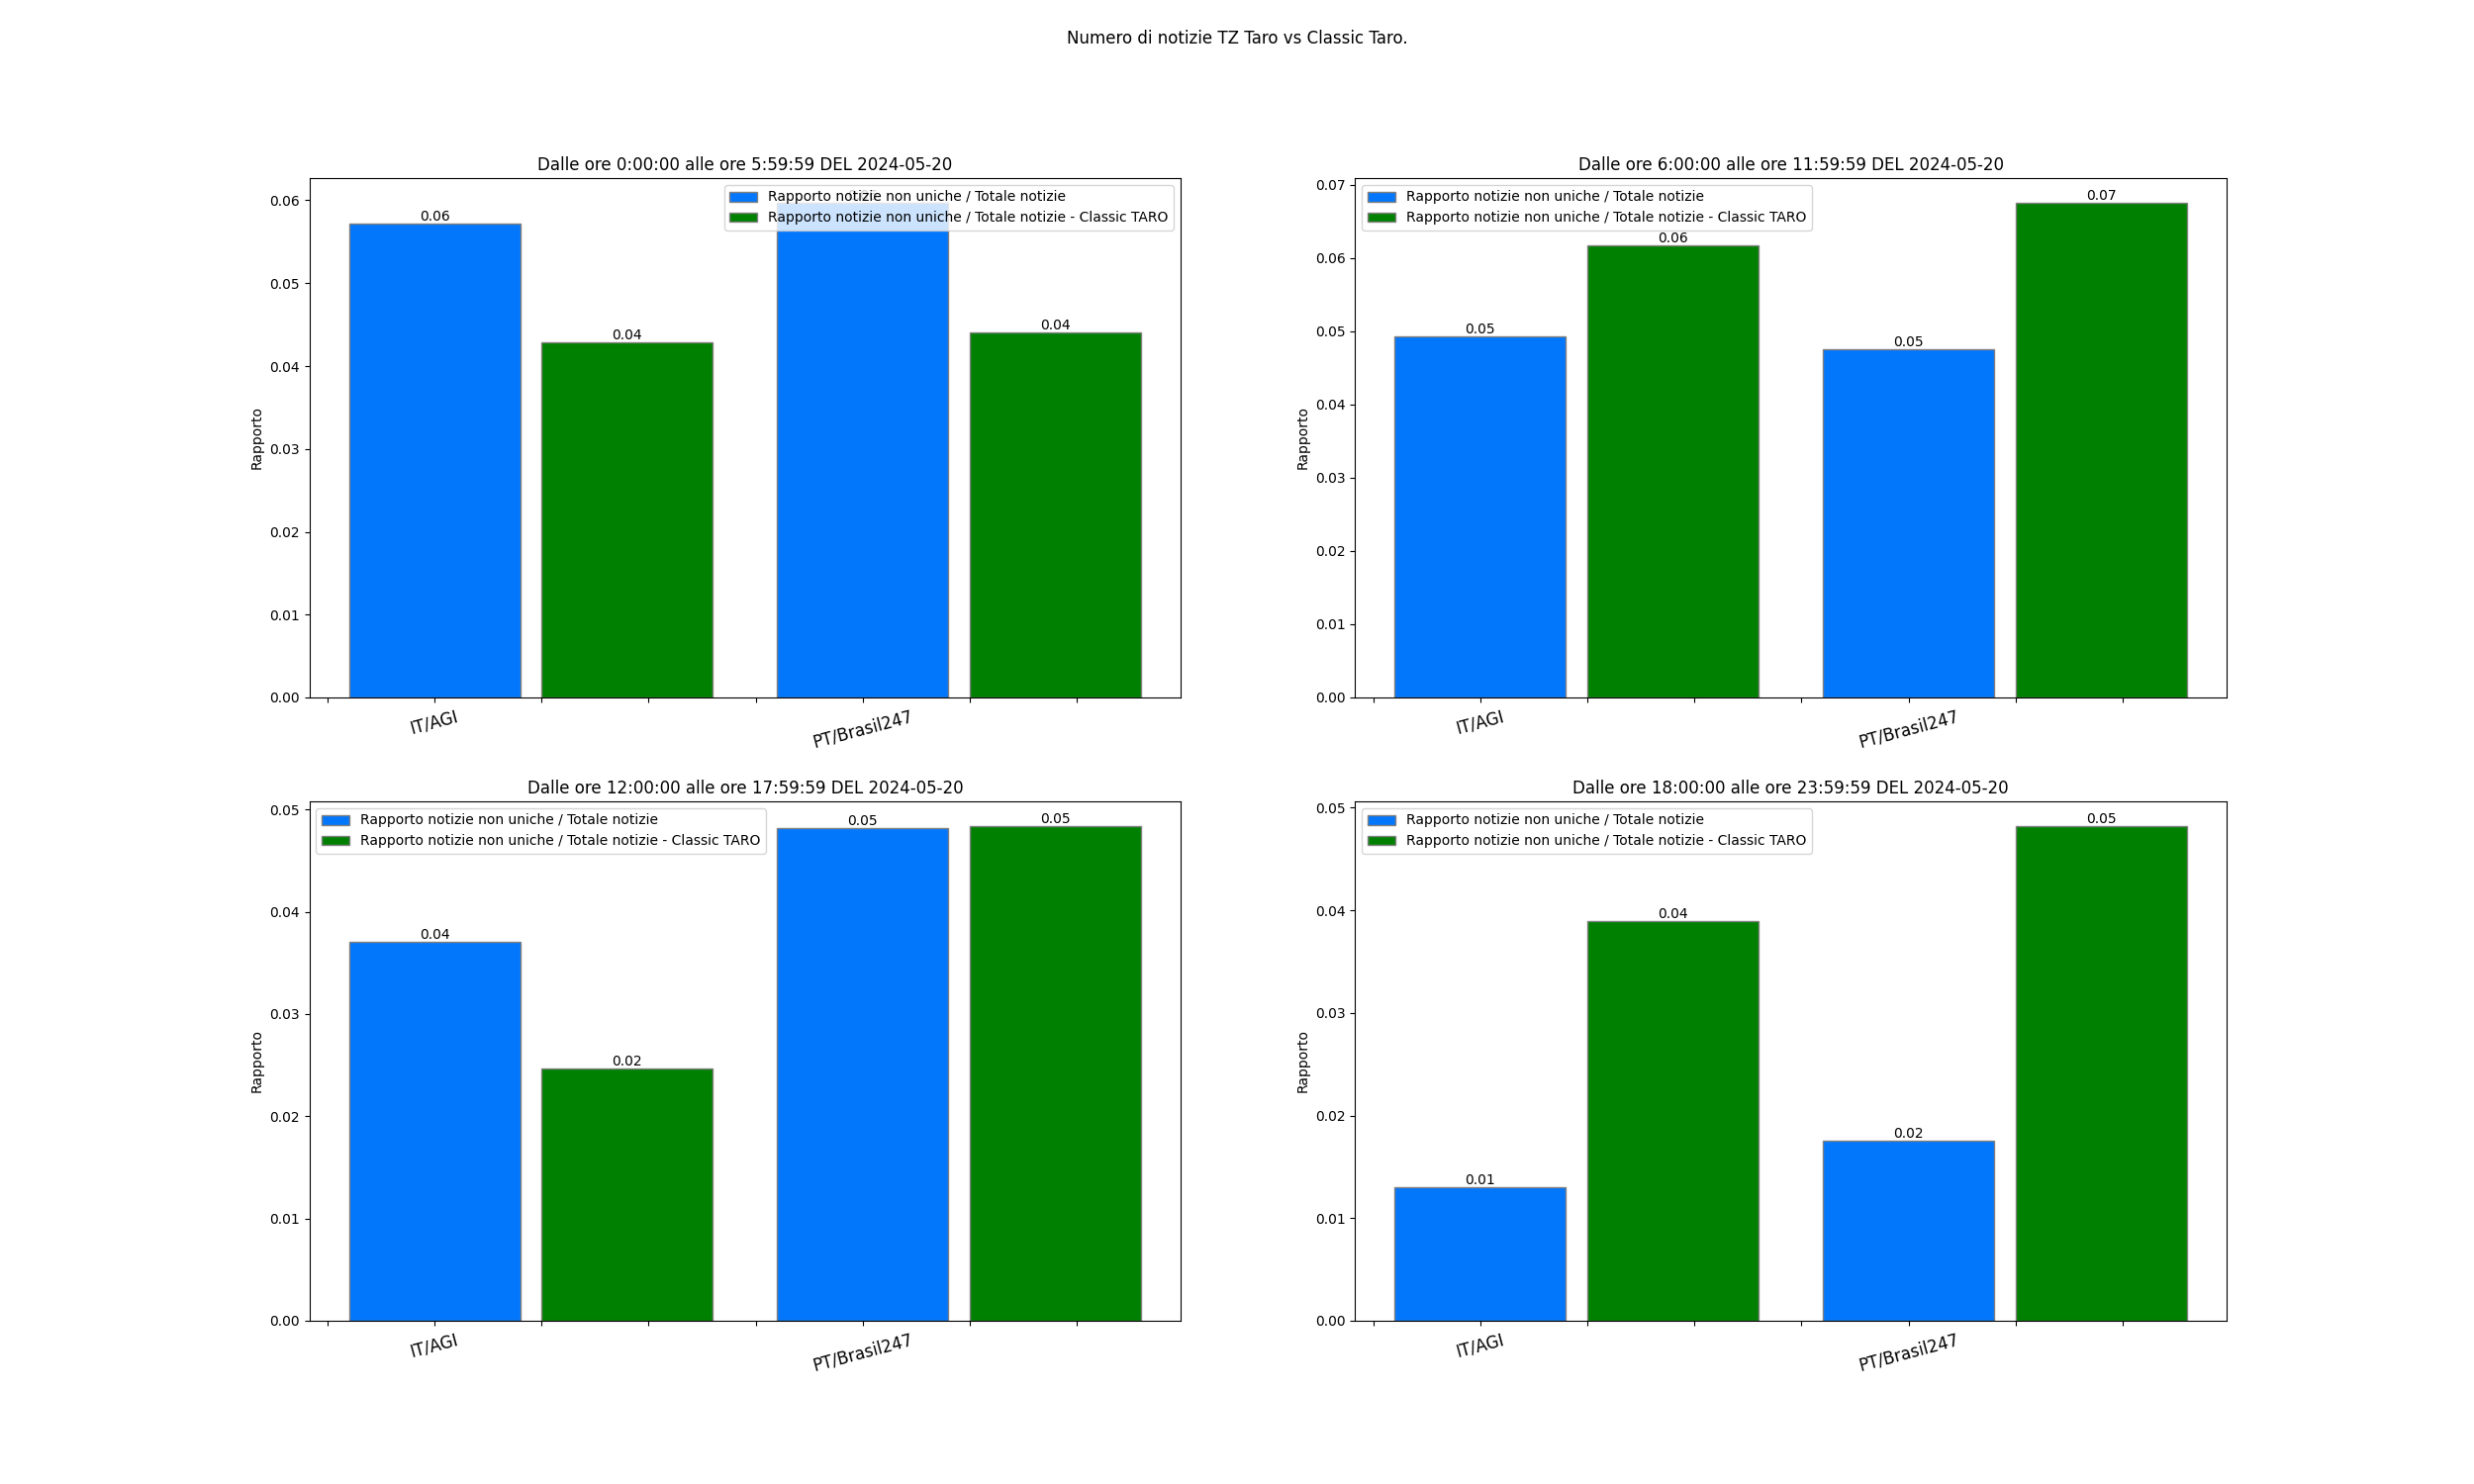 Numero di notizie TZ Taro vs Classic Taro.
Dalle ore 0:00:00 alle ore 5:59:59 DEL 2024-05-20
Rapporto notizie non uniche / Totale notizie
Rapporto notizie non uniche / Totale notizie - Classic TARO
Rapporto
0.06
0.05
0.04
0.03
0.02
0.01
0.00
0.06
0.04
0.04
IT/AGI
PT/Brasil247
Dalle ore 6:00:00 alle ore 11:59:59 DEL 2024-05-20
Rapporto notizie non uniche / Totale notizie
Rapporto notizie non uniche / Totale notizie - Classic TARO
Rapporto
0.07
0.06
0.05
0.04
0.03
0.02
0.01
0.00
0.05
0.06
0.05
0.07
IT/AGI
PT/Brasil247
Dalle ore 12:00:00 alle ore 17:59:59 DEL 2024-05-20
Rapporto notizie non uniche / Totale notizie
Rapporto notizie non uniche / Totale notizie - Classic TARO
Rapporto
0.05
0.04
0.03
0.02
0.01
0.00
0.04
0.02
0.05
0.05
IT/AGI
PT/Brasil247
Dalle ore 18:00:00 alle ore 23:59:59 DEL 2024-05-20
Rapporto notizie non uniche / Totale notizie
Rapporto notizie non uniche / Totale notizie - Classic TARO
Rapporto
0.05
0.04
0.03
0.02
0.01
0.00
0.01
0.04
0.02
0.05
IT/AGI
PT/Brasil247